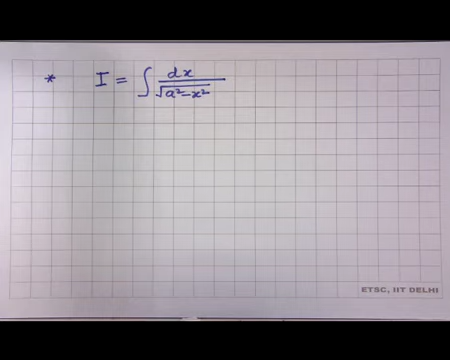 * I = ∫ dx / √(a²-x²)
ETSC, IIT DELHI